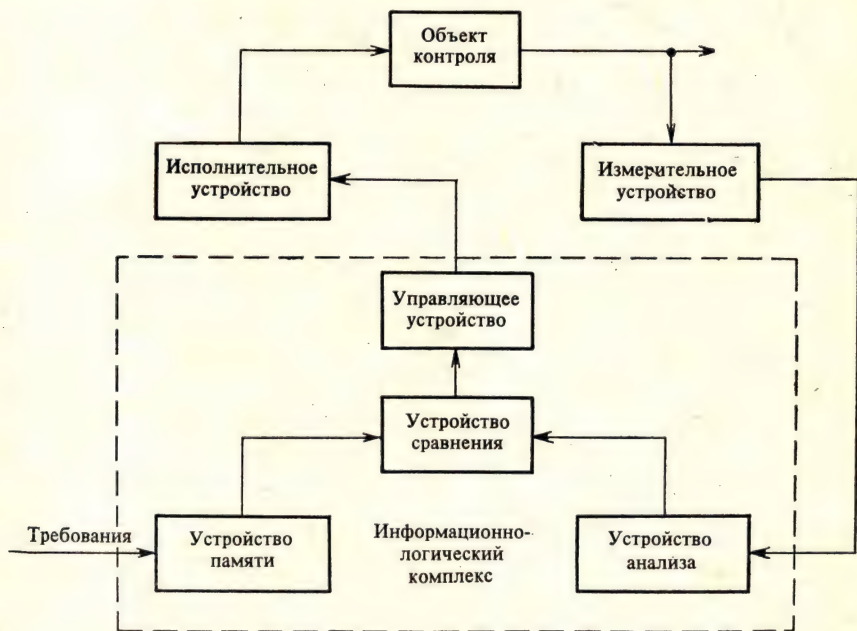 Объект
контроля
Исполнительное
устройство
Измерительное
устройство
Управляющее
устройство
Устройство
сравнения
Требования
Устройство
памяти
Информационно-
логический
комплекс
Устройство
анализа